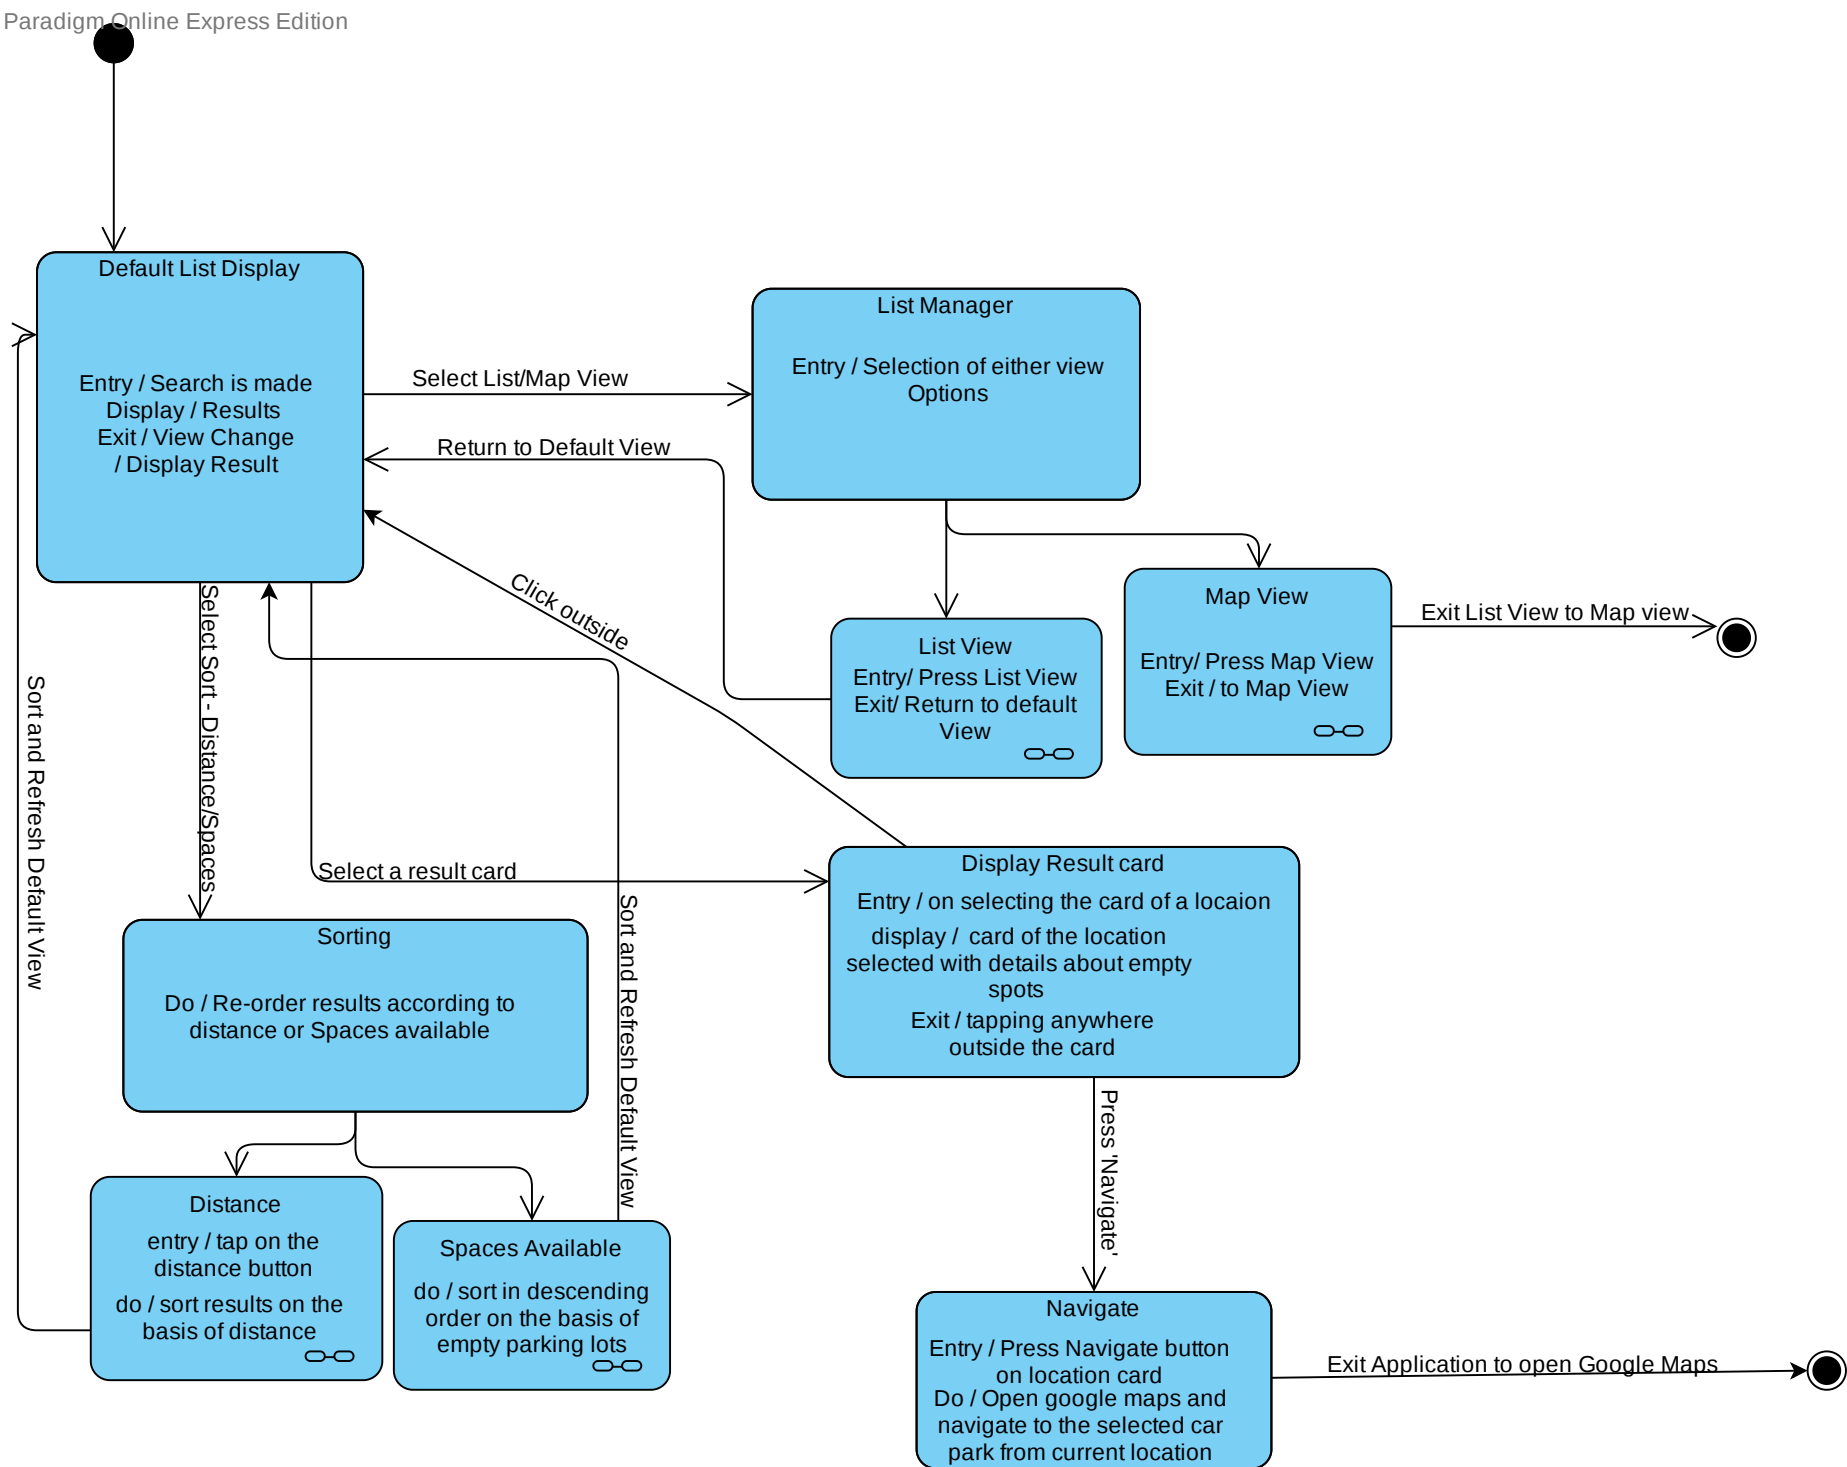 Paradigm Online Express Edition
Default List Display
Entry / Search is made
Display / Results
Exit / View Change
/ Display Result
Select List/Map View
Return to Default View
List Manager
Entry / Selection of either view
Options
Click outside
List View
Entry/ Press List View
Exit/ Return to default
View
Map View
Entry/ Press Map View
Exit / to Map View
Exit List View to Map view
Sort and Refresh Default View
Select Sort - Distance/Spaces
Select a result card
Sort and Refresh Default View
Display Result card
Entry / on selecting the card of a locaion
display /  card of the location
selected with details about empty
spots
Exit / tapping anywhere
outside the card
Sorting
Do / Re-order results according to
distance or Spaces available
Distance
entry / tap on the
distance button
do / sort results on the
basis of distance
Spaces Available
do / sort in descending
order on the basis of
empty parking lots
Press 'Navigate'
Navigate
Entry / Press Navigate button
on location card
Do / Open google maps and
navigate to the selected car
park from current location
Exit Application to open Google Maps